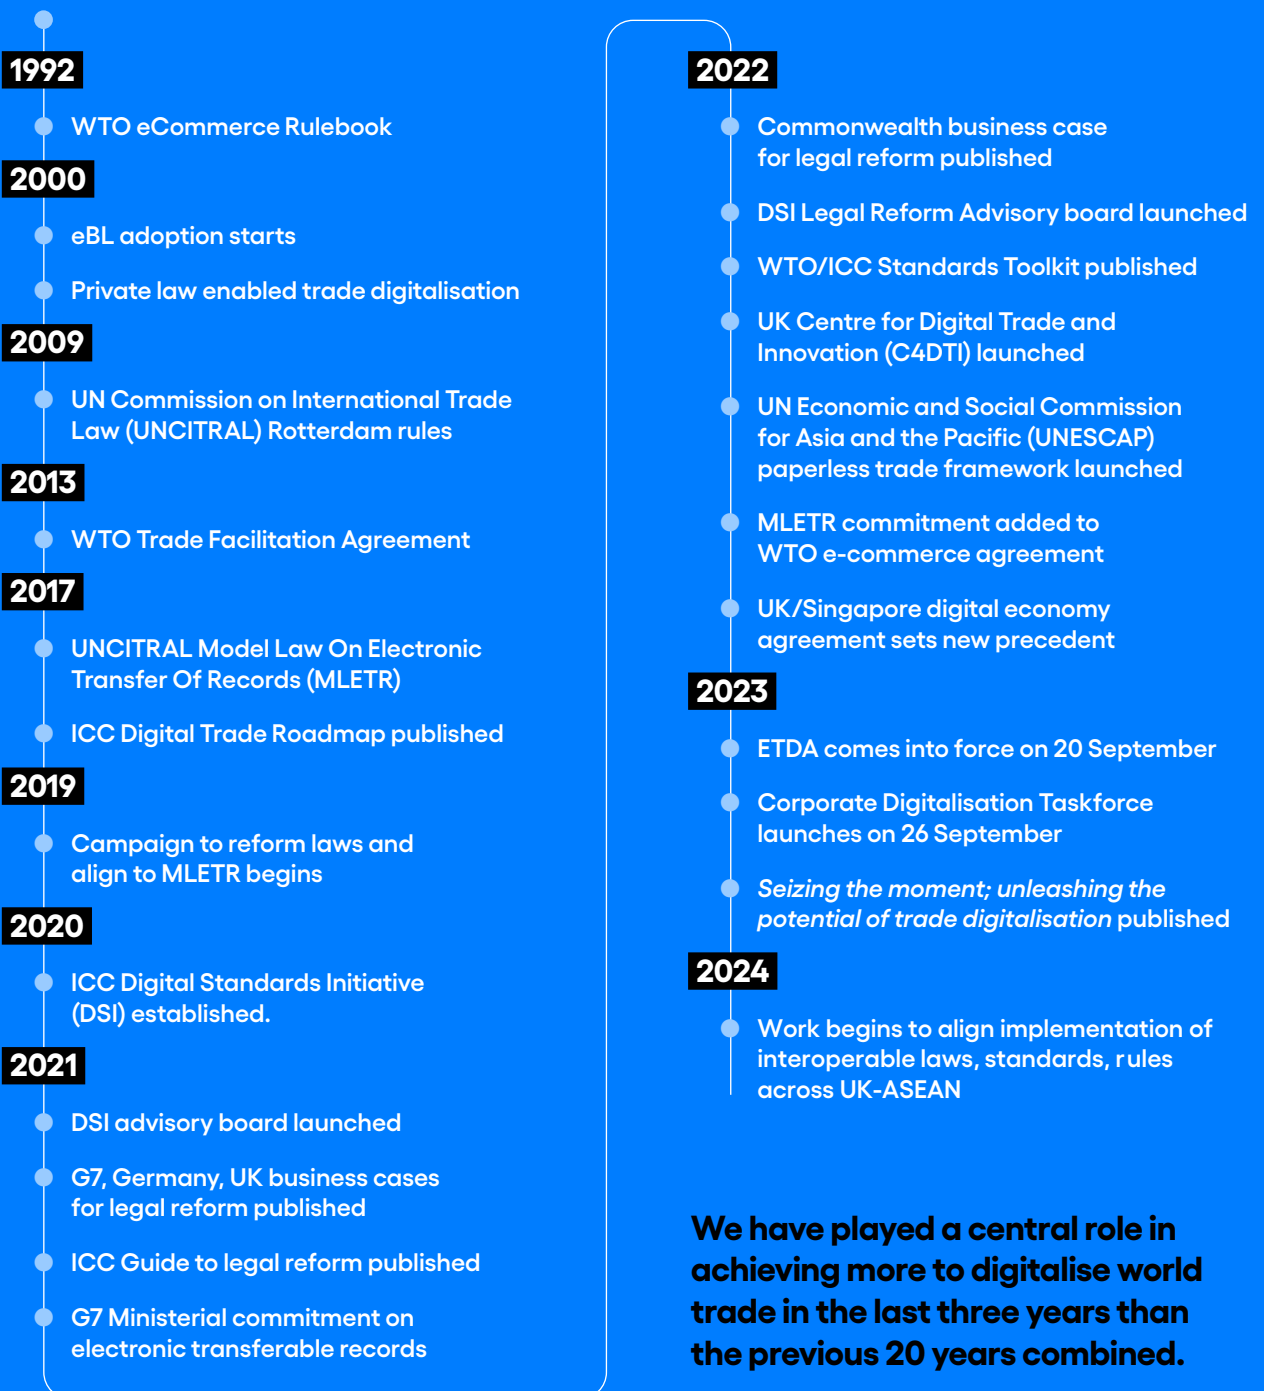 1992
WTO eCommerce Rulebook
2000
eBL adoption starts
Private law enabled trade digitalisation
2009
UN Commission on International Trade
Law (UNCITRAL) Rotterdam rules
2013
WTO Trade Facilitation Agreement
2017
UNCITRAL Model Law On Electronic
Transfer Of Records (MLETR)
ICC Digital Trade Roadmap published
2019
Campaign to reform laws and
align to MLETR begins
2020
ICC Digital Standards Initiative
(DSI) established.
2021
DSI advisory board launched
G7, Germany, UK business cases
for legal reform published
ICC Guide to legal reform published
G7 Ministerial commitment on
electronic transferable records
2022
Commonwealth business case
for legal reform published
DSI Legal Reform Advisory board launched
WTO/ICC Standards Toolkit published
UK Centre for Digital Trade and
Innovation (C4DTI) launched
UN Economic and Social Commission
for Asia and the Pacific (UNESCAP)
paperless trade framework launched
MLETR commitment added to
WTO e-commerce agreement
UK/Singapore digital economy
agreement sets new precedent
2023
ETDA comes into force on 20 September
Corporate Digitalisation Taskforce
launches on 26 September
Seizing the moment; unleashing the
potential of trade digitalisation published
2024
Work begins to align implementation of
interoperable laws, standards, rules
across UK-ASEAN
We have played a central role in
achieving more to digitalise world
trade in the last three years than
the previous 20 years combined.